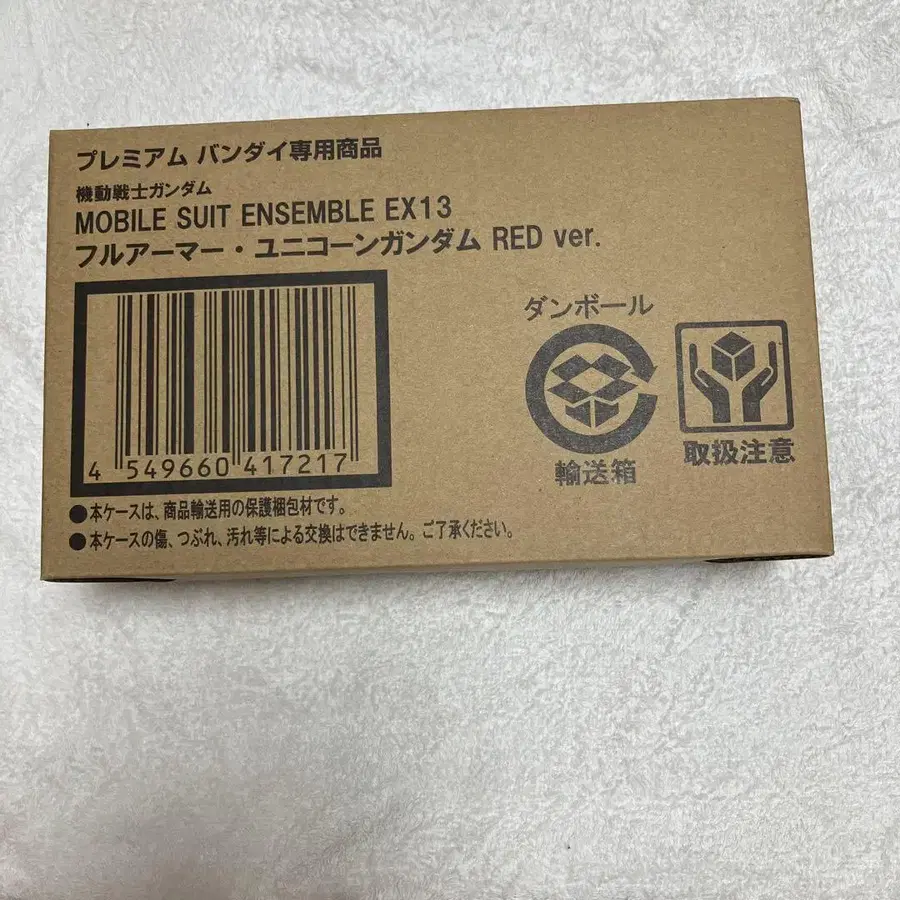 プレミアム バンダイ専用商品
機動戦士ガンダム
MOBILE SUIT ENSEMBLE EX13
フルアーマー・ユニコーンガンダム RED ver.
ダンボール
輸送箱
取扱注意
4 549660 417217
●本ケースは、商品輸送用の保護梱包材です。
●本ケースの傷、つぶれ、汚れ等による交換はできません。ご了承ください。